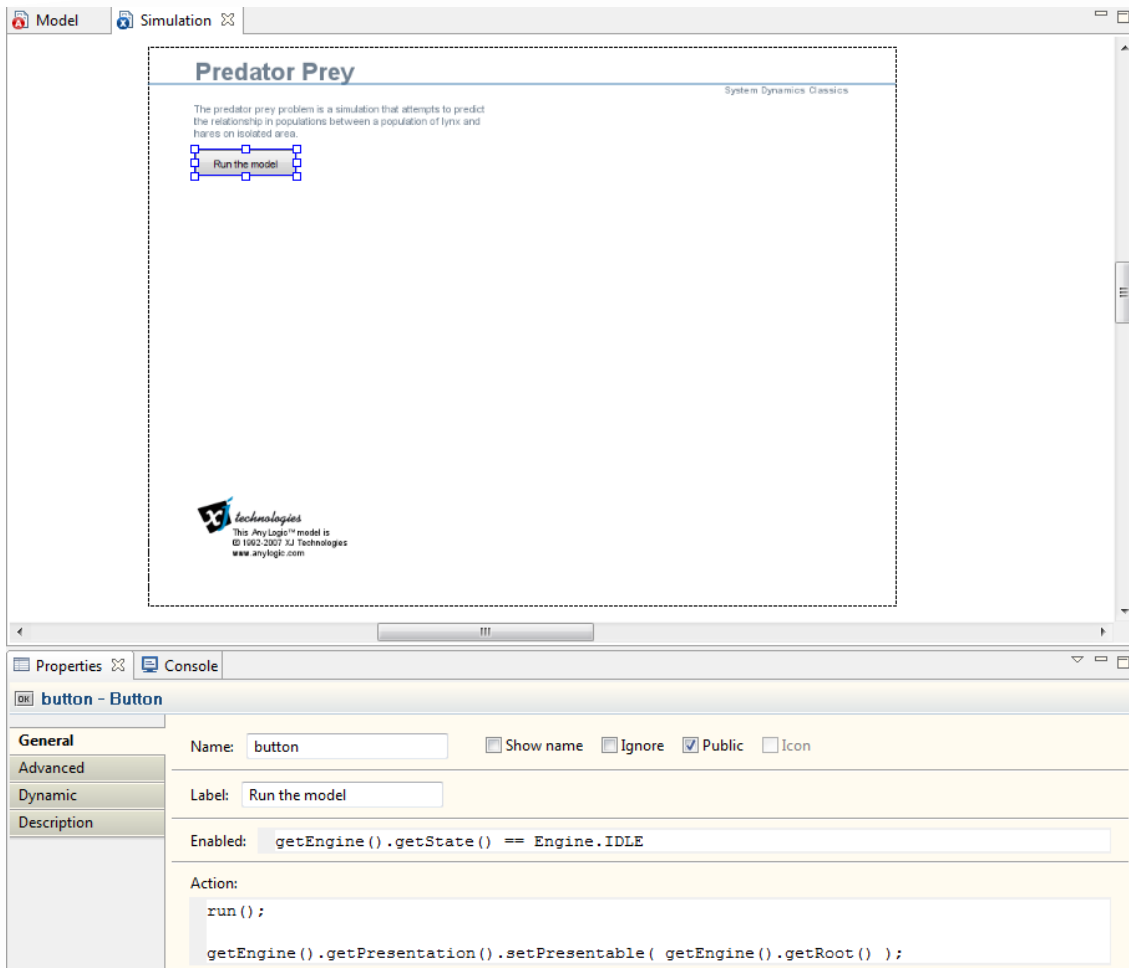 Model
Simulation
Predator Prey
System Dynamics Classics
The predator prey problem is a simulation that attempts to predict
the relationship in populations between a population of lynx and
hares on isolated area.
Run the model
xj technologies
This AnyLogic™ model is
© 1992-2007 XJ Technologies
www.anylogic.com
Properties
Console
OK button - Button
General
Advanced
Dynamic
Description
Name: button Show name Ignore Public Icon
Label: Run the model
Enabled: getEngine().getState() == Engine.IDLE
Action:
run();
getEngine().getPresentation().setPresentable( getEngine().getRoot() );